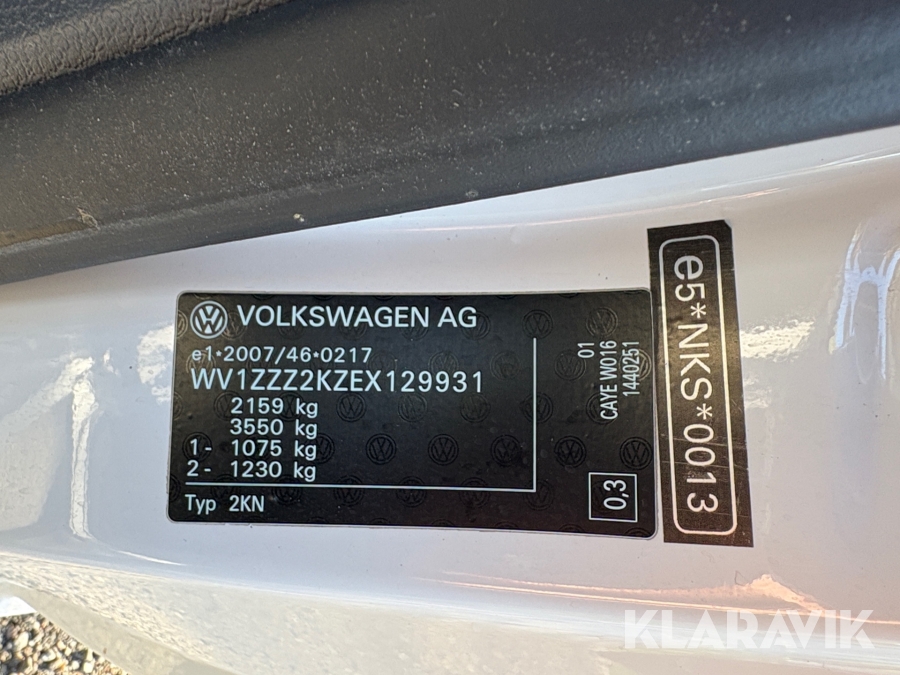 VOLKSWAGEN AG
e1*2007/46*0217
WV1ZZZ2KZEX129931
2159 kg
3550 kg
1- 1075 kg
2- 1230 kg
Typ 2KN
01
CAYE W016
1440251
0,3
e5*NKS*0013
KLARAVIK